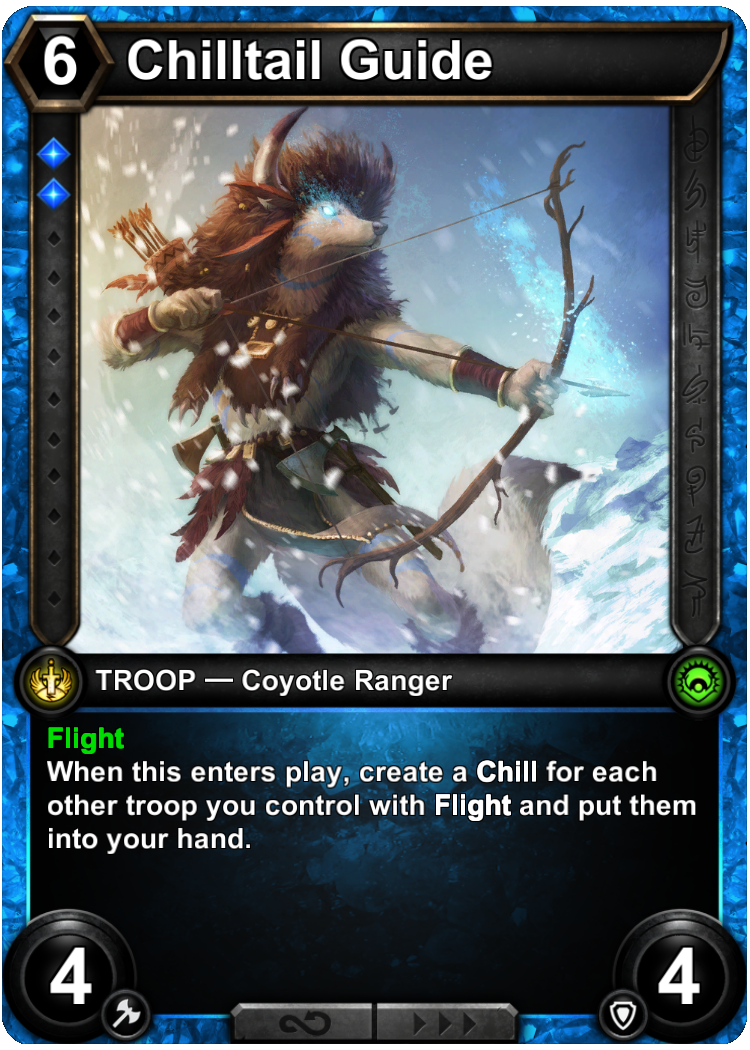 6 Chilltail Guide
TROOP — Coyotle Ranger
Flight
When this enters play, create a Chill for each
other troop you control with Flight and put them
into your hand.
4 4